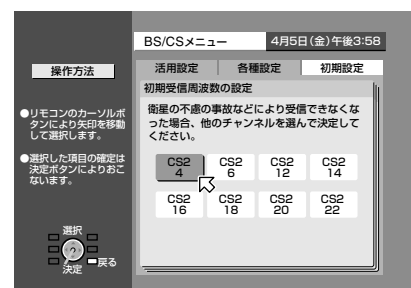 BS/CSメニュー
4月5日(金)午後3:58
操作方法
活用設定
各種設定
初期設定
初期受信周波数の設定
●リモコンのカーソルボ
タンにより矢印を移動
して選択します。
●選択した項目の確定は
決定ボタンによりおこ
ないます。
衛星の不慮の事故などにより受信できなくな
った場合、他のチャンネルを選んで決定して
ください。
CS2
4
CS2
6
CS2
12
CS2
14
CS2
16
CS2
18
CS2
20
CS2
22
選択
戻る
決定